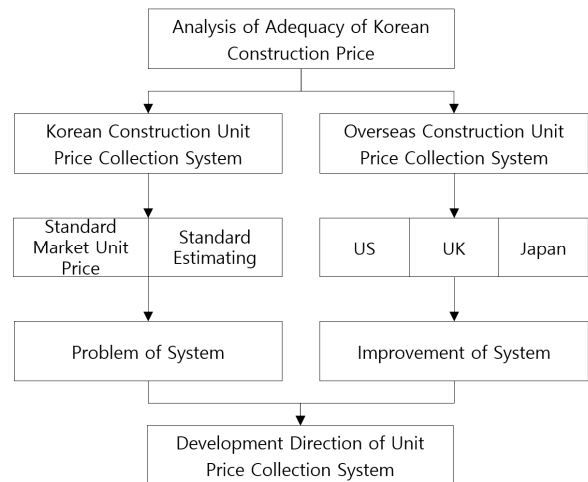 Analysis of Adequacy of Korean
Construction Price
Korean Construction Unit
Price Collection System
Overseas Construction Unit
Price Collection System
Standard
Market Unit
Price
Standard
Estimating
US
UK
Japan
Problem of System
Improvement of System
Development Direction of Unit
Price Collection System